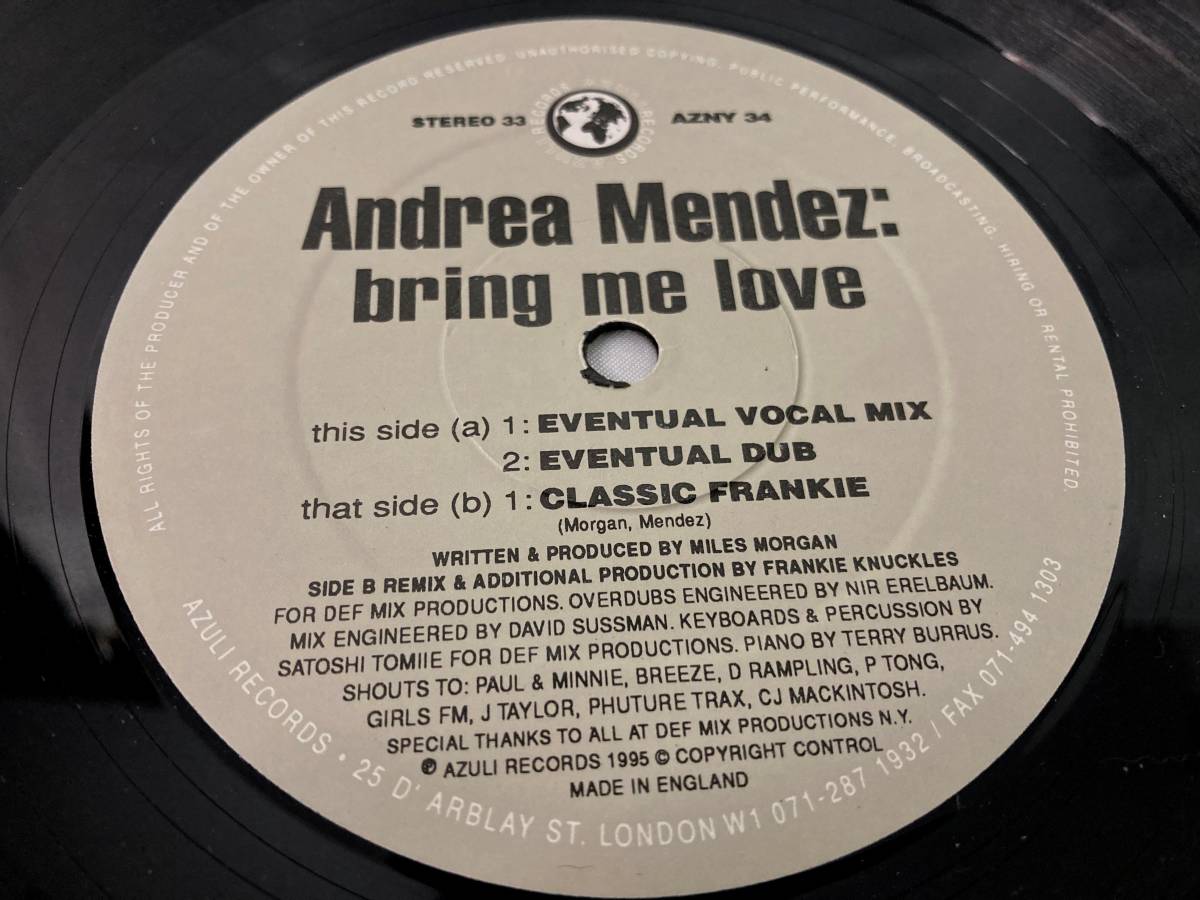 ALL RIGHTS OF THE PRODUCER AND OF THE OWNER OF THIS RECORD RESERVED. UNAUTHORISED COPYING, PUBLIC PERFORMANCE, BROADCASTING, HIRING OR RENTAL PROHIBITED.
STEREO 33
RECORDS
RECORDS
AZNY 34
Andrea Mendez:
bring me love
this side (a) 1: EVENTUAL VOCAL MIX
2: EVENTUAL DUB
that side (b) 1: CLASSIC FRANKIE
(Morgan, Mendez)
WRITTEN & PRODUCED BY MILES MORGAN
SIDE B REMIX & ADDITIONAL PRODUCTION BY FRANKIE KNUCKLES
FOR DEF MIX PRODUCTIONS. OVERDUBS ENGINEERED BY NIR ERELBAUM.
MIX ENGINEERED BY DAVID SUSSMAN. KEYBOARDS & PERCUSSION BY
SATOSHI TOMIIE FOR DEF MIX PRODUCTIONS. PIANO BY TERRY BURRUS.
SHOUTS TO: PAUL & MINNIE, BREEZE, D RAMPLING, P TONG,
GIRLS FM, J TAYLOR, PHUTURE TRAX, CJ MACKINTOSH.
SPECIAL THANKS TO ALL AT DEF MIX PRODUCTIONS N.Y.
℗ AZULI RECORDS 1995 © COPYRIGHT CONTROL
MADE IN ENGLAND
AZULI RECORDS • 25 D'ARBLAY ST. LONDON W1 071-287 1932 / FAX 071-494 1303